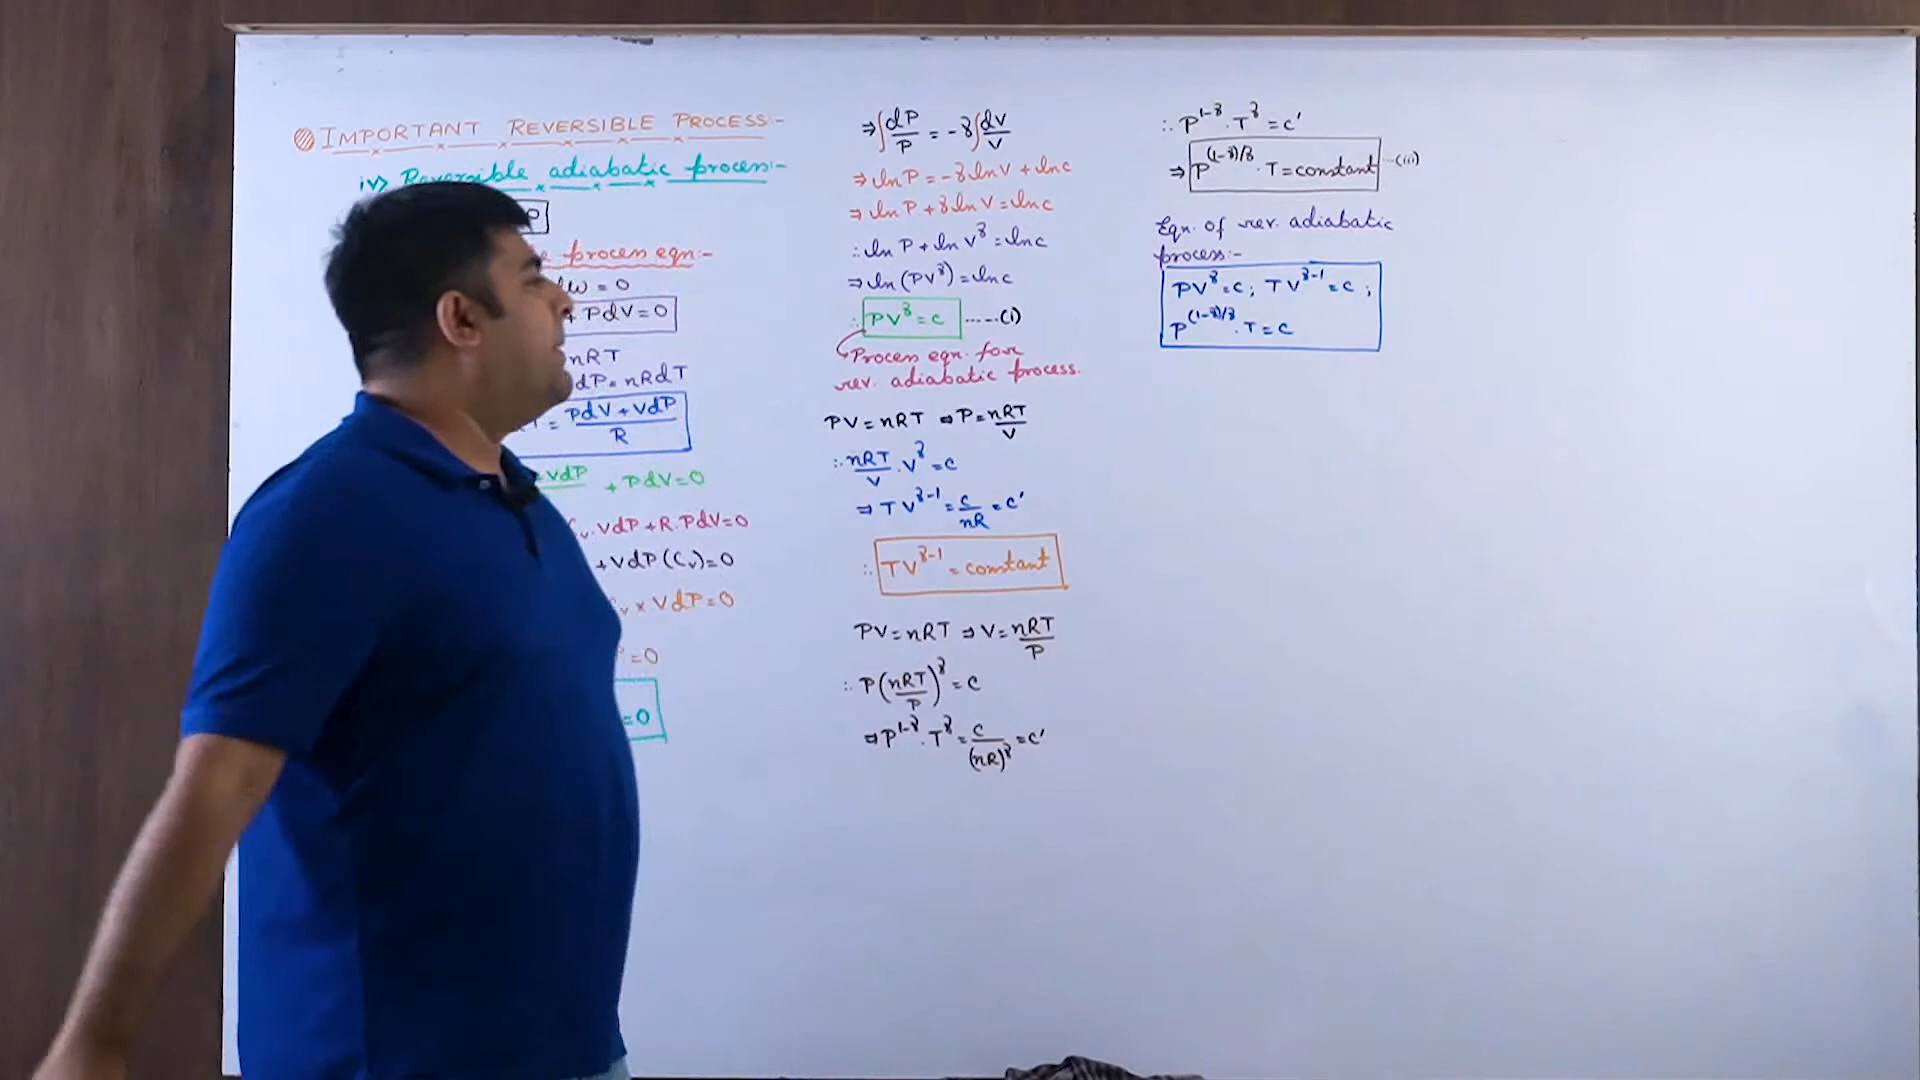 IMPORTANT REVERSIBLE PROCESS:-
iv> Reversible adiabatic process:-
P
process eqn:-
dw = 0
+ PdV=0
nRT
dP = nRdT
T = PdV + VdP / R
VdP + PdV=0
Cv.VdP + R.PdV=0
+VdP(Cv)=0
Cv × VdP=0
P=0
=0
⇒ ∫dP/P = -γ∫dV/V
⇒ ln P = -γ ln V + ln c
⇒ ln P + γ ln V = ln c
∴ ln P + ln V^γ = ln c
⇒ ln (PV^γ) = ln c
∴ PV^γ = c -----(i)
Process eqn. for
rev. adiabatic process.
PV = nRT ⇒ P = nRT/V
∴ nRT/V . V^γ = c
⇒ TV^γ-1 = c/nR = c'
∴ TV^γ-1 = constant
PV = nRT ⇒ V = nRT/P
∴ P(nRT/P)^γ = c
⇒ P^1-γ . T^γ = c/(nR)^γ = c'
∴ P^1-γ . T^γ = c'
⇒ P^(1-γ)/γ . T = constant --(iii)
Eqn. of rev. adiabatic
process:-
PV^γ = c ; TV^γ-1 = c ;
P^(1-γ)/γ . T = c